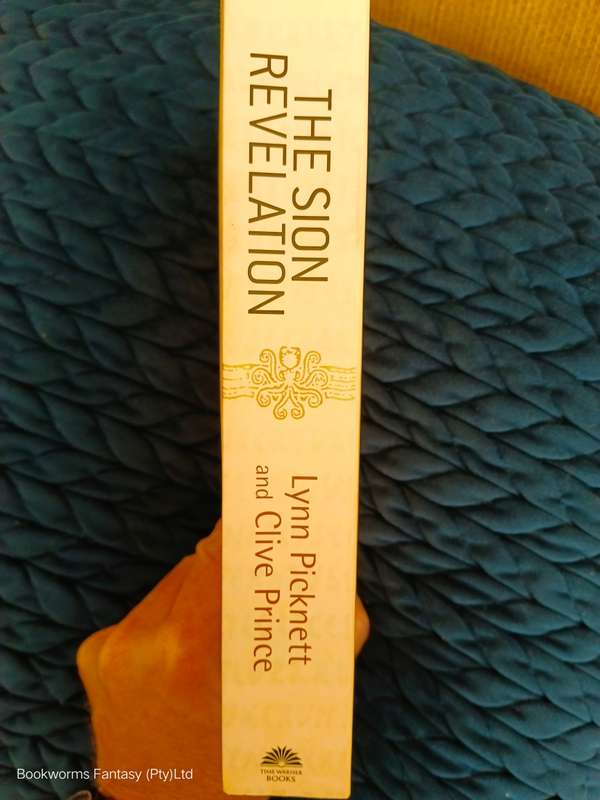 THE SION
REVELATION
Lynn Picknett
and Clive Prince
TIME WARNER
BOOKS
Bookworms Fantasy (Pty)Ltd